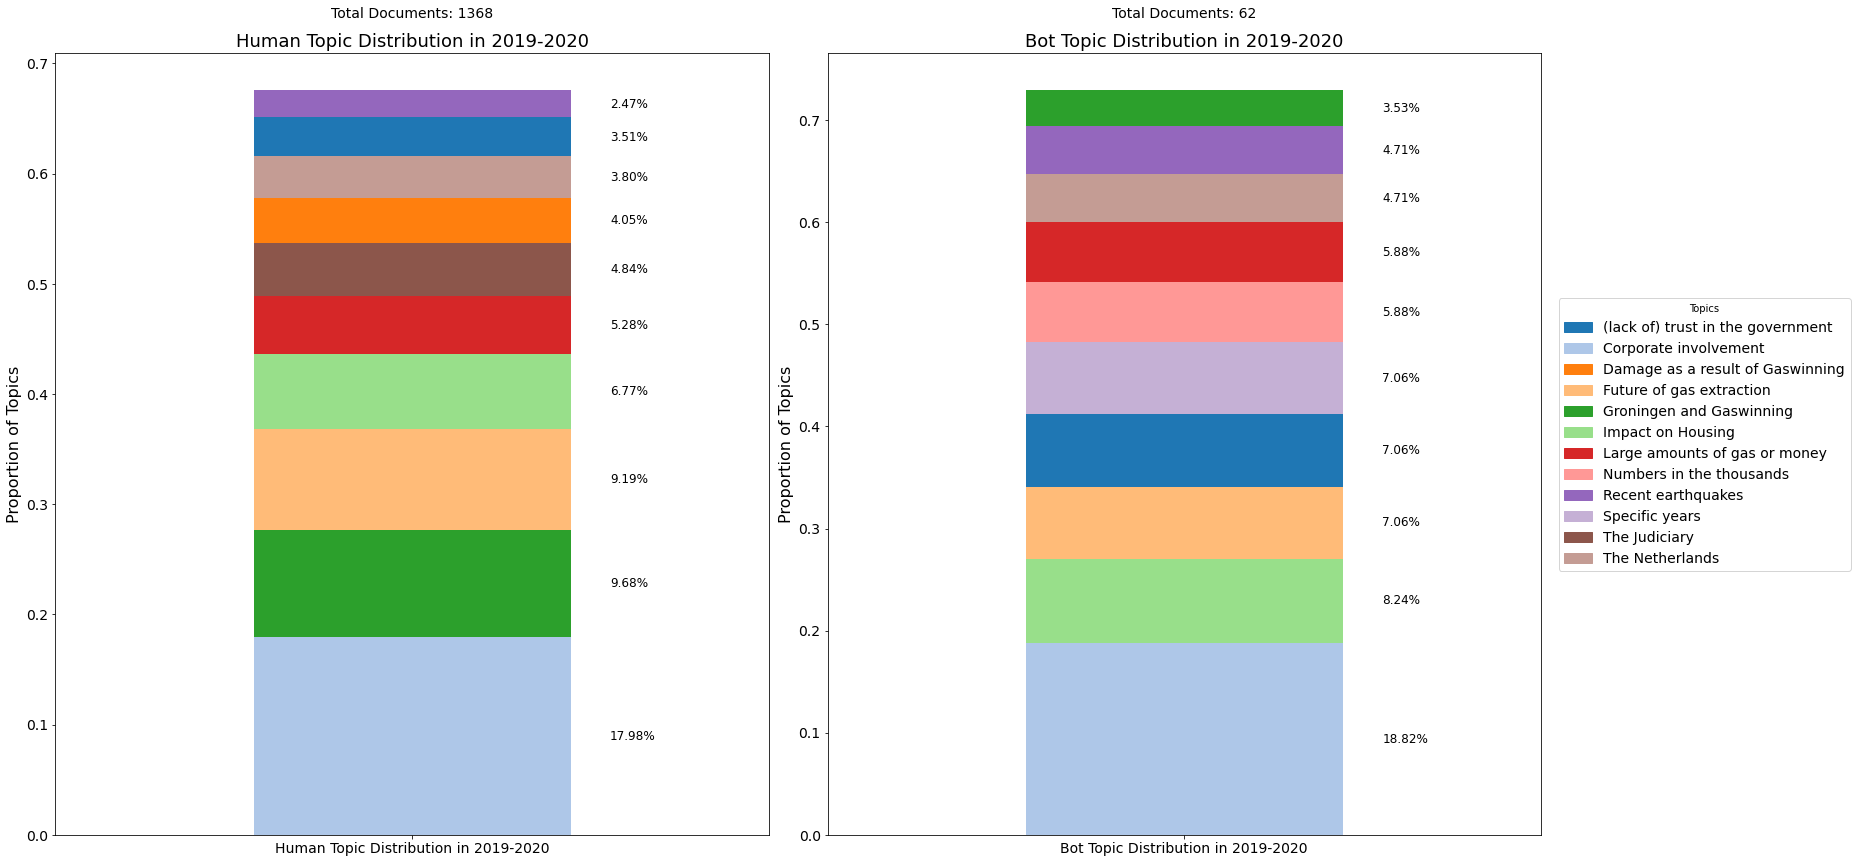 Total Documents: 1368
Human Topic Distribution in 2019-2020
0.7
0.6
0.5
0.4
0.3
0.2
0.1
0.0
Proportion of Topics
2.47%
3.51%
3.80%
4.05%
4.84%
5.28%
6.77%
9.19%
9.68%
17.98%
Human Topic Distribution in 2019-2020
Total Documents: 62
Bot Topic Distribution in 2019-2020
0.7
0.6
0.5
0.4
0.3
0.2
0.1
0.0
Proportion of Topics
3.53%
4.71%
4.71%
5.88%
5.88%
7.06%
7.06%
7.06%
8.24%
18.82%
Bot Topic Distribution in 2019-2020
Topics
(lack of) trust in the government
Corporate involvement
Damage as a result of Gaswinning
Future of gas extraction
Groningen and Gaswinning
Impact on Housing
Large amounts of gas or money
Numbers in the thousands
Recent earthquakes
Specific years
The Judiciary
The Netherlands